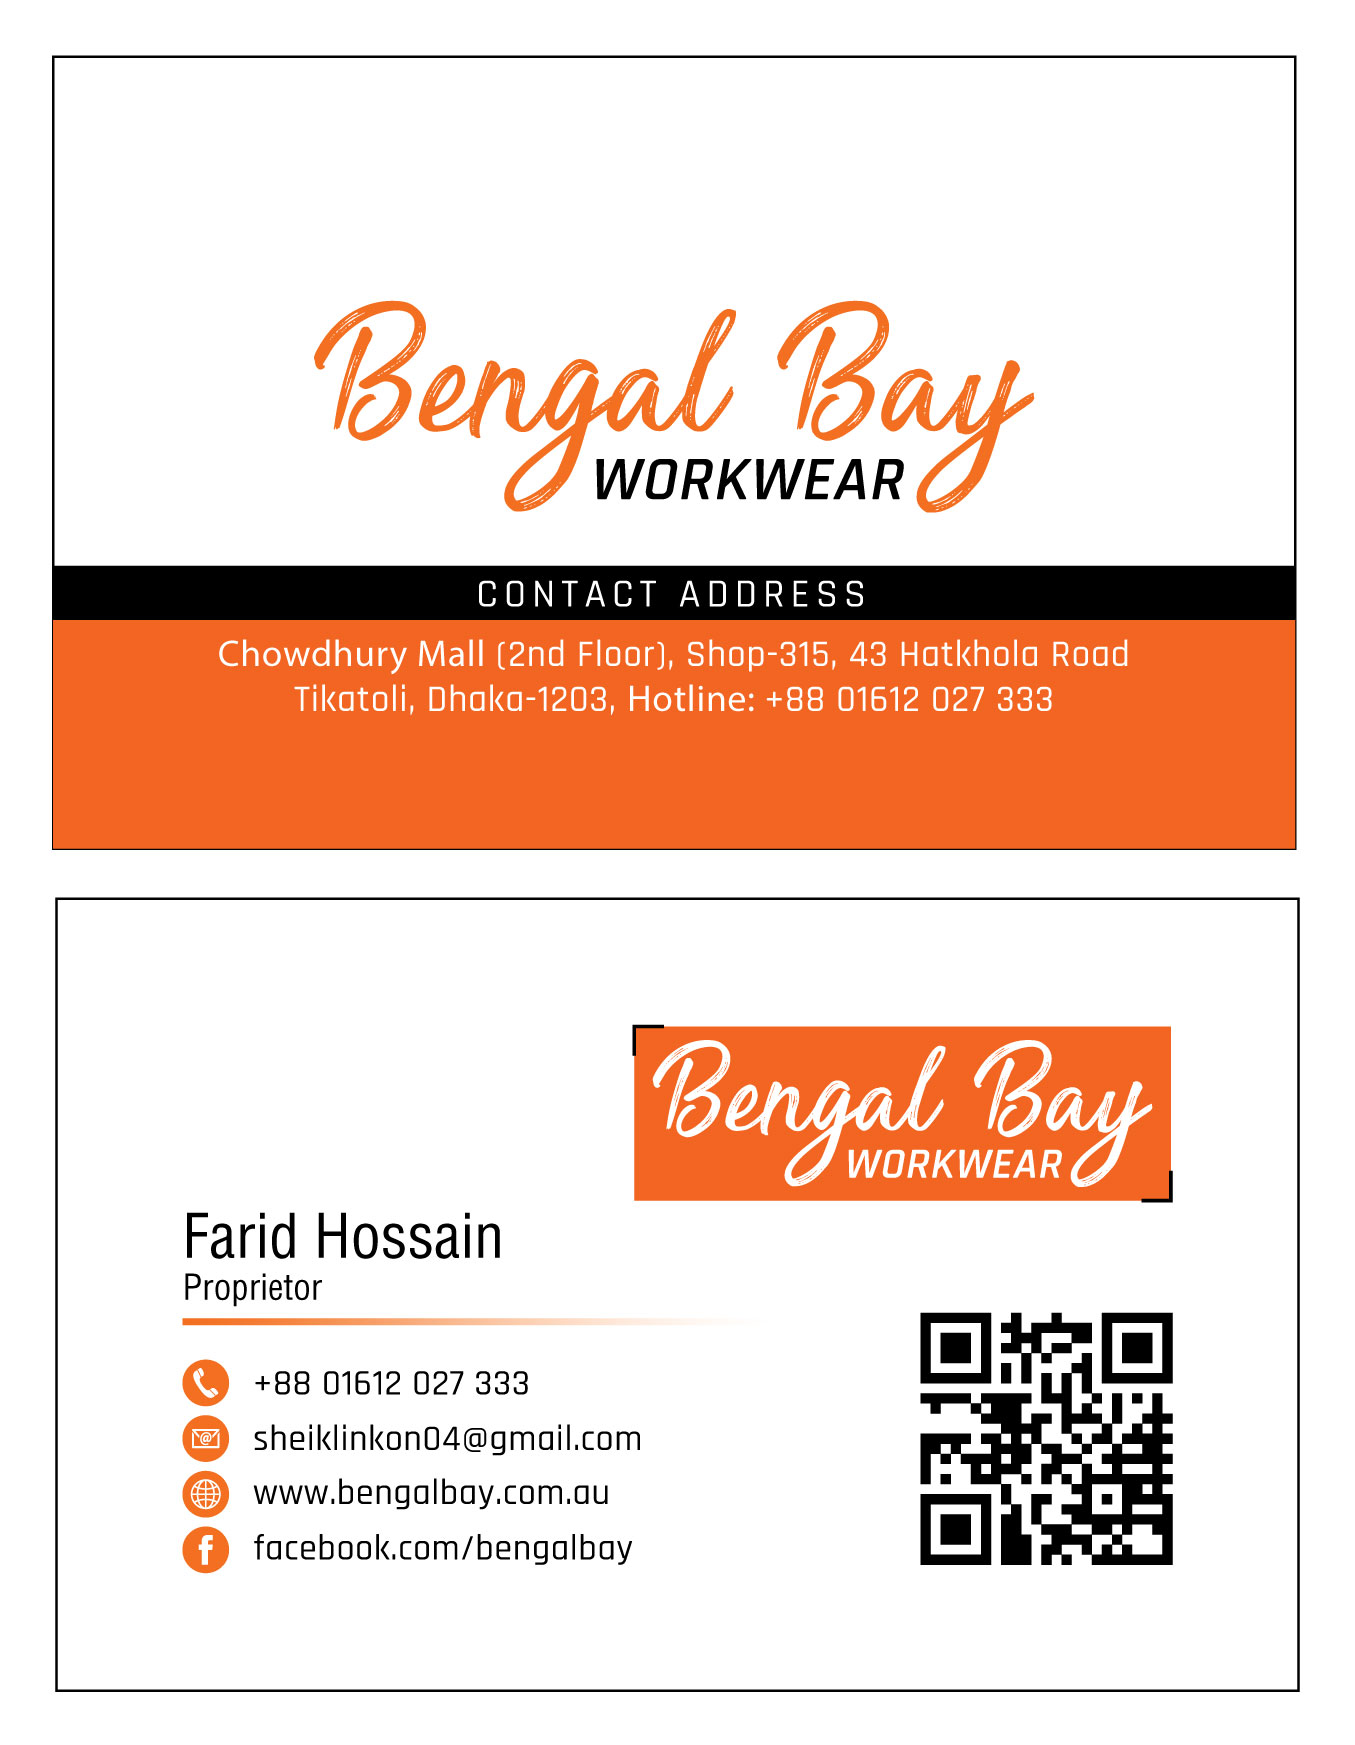 Bengal Bay
WORKWEAR
CONTACT ADDRESS
Chowdhury Mall (2nd Floor), Shop-315, 43 Hatkhola Road
Tikatoli, Dhaka-1203, Hotline: +88 01612 027 333
Bengal Bay
WORKWEAR
Farid Hossain
Proprietor
+88 01612 027 333
sheiklinkon04@gmail.com
www.bengalbay.com.au
facebook.com/bengalbay